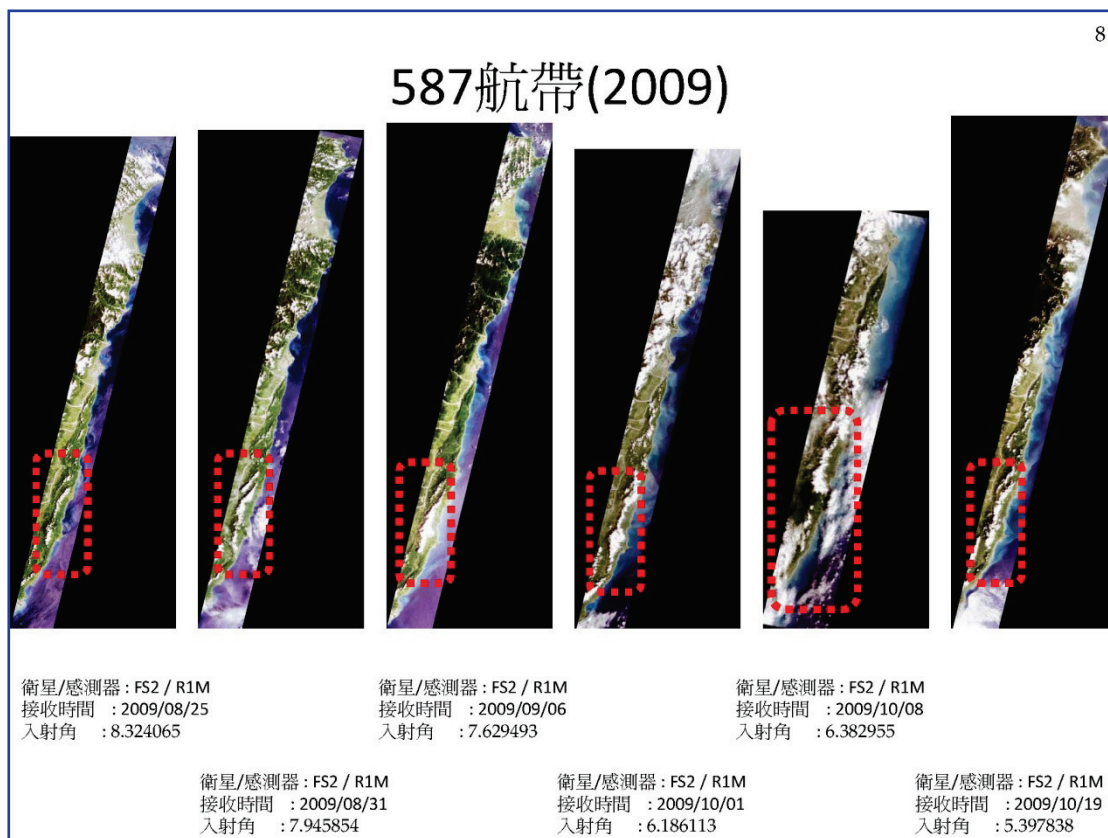 8
587航帶(2009)
衛星/感測器 : FS2 / R1M
接收時間 : 2009/08/25
入射角 : 8.324065
衛星/感測器 : FS2 / R1M
接收時間 : 2009/08/31
入射角 : 7.945854
衛星/感測器 : FS2 / R1M
接收時間 : 2009/09/06
入射角 : 7.629493
衛星/感測器 : FS2 / R1M
接收時間 : 2009/10/01
入射角 : 6.186113
衛星/感測器 : FS2 / R1M
接收時間 : 2009/10/08
入射角 : 6.382955
衛星/感測器 : FS2 / R1M
接收時間 : 2009/10/19
入射角 : 5.397838